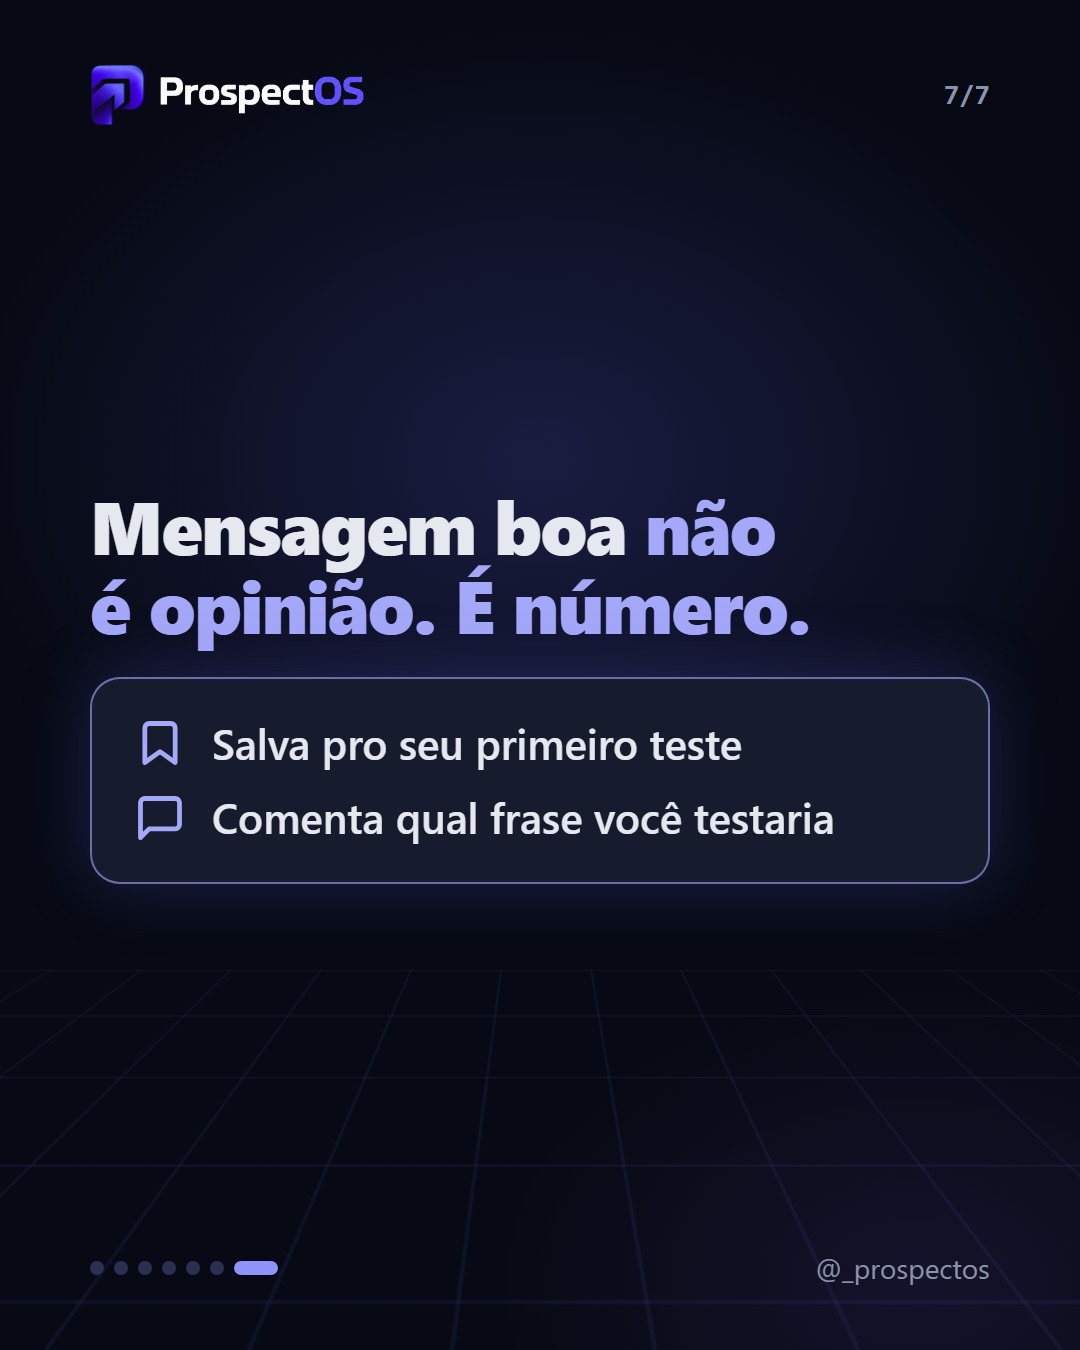 ProspectOS
7/7
Mensagem boa não
é opinião. É número.
Salva pro seu primeiro teste
Comenta qual frase você testaria
@_prospectos